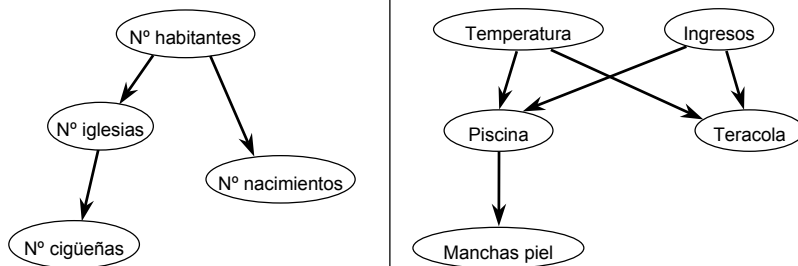 Nº habitantes
Nº iglesias
Nº nacimientos
Nº cigüeñas
Temperatura
Ingresos
Piscina
Teracola
Manchas piel